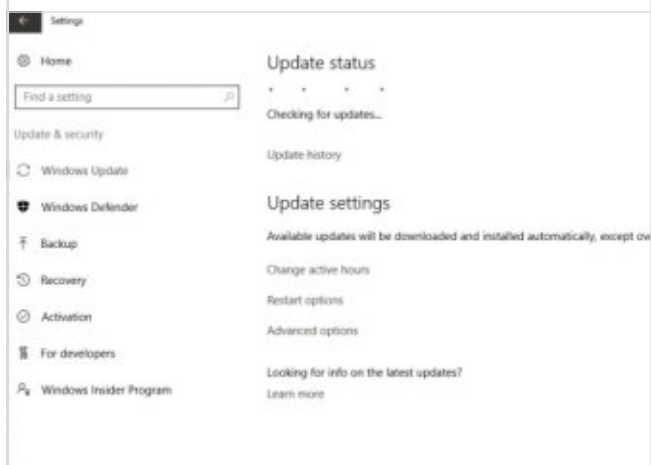 Settings
Home
Find a setting
Update & security
Windows Update
Windows Defender
Backup
Recovery
Activation
For developers
Windows Insider Program
Update status
Checking for updates...
Update history
Update settings
Available updates will be downloaded and installed automatically, except ov
Change active hours
Restart options
Advanced options
Looking for info on the latest updates?
Learn more